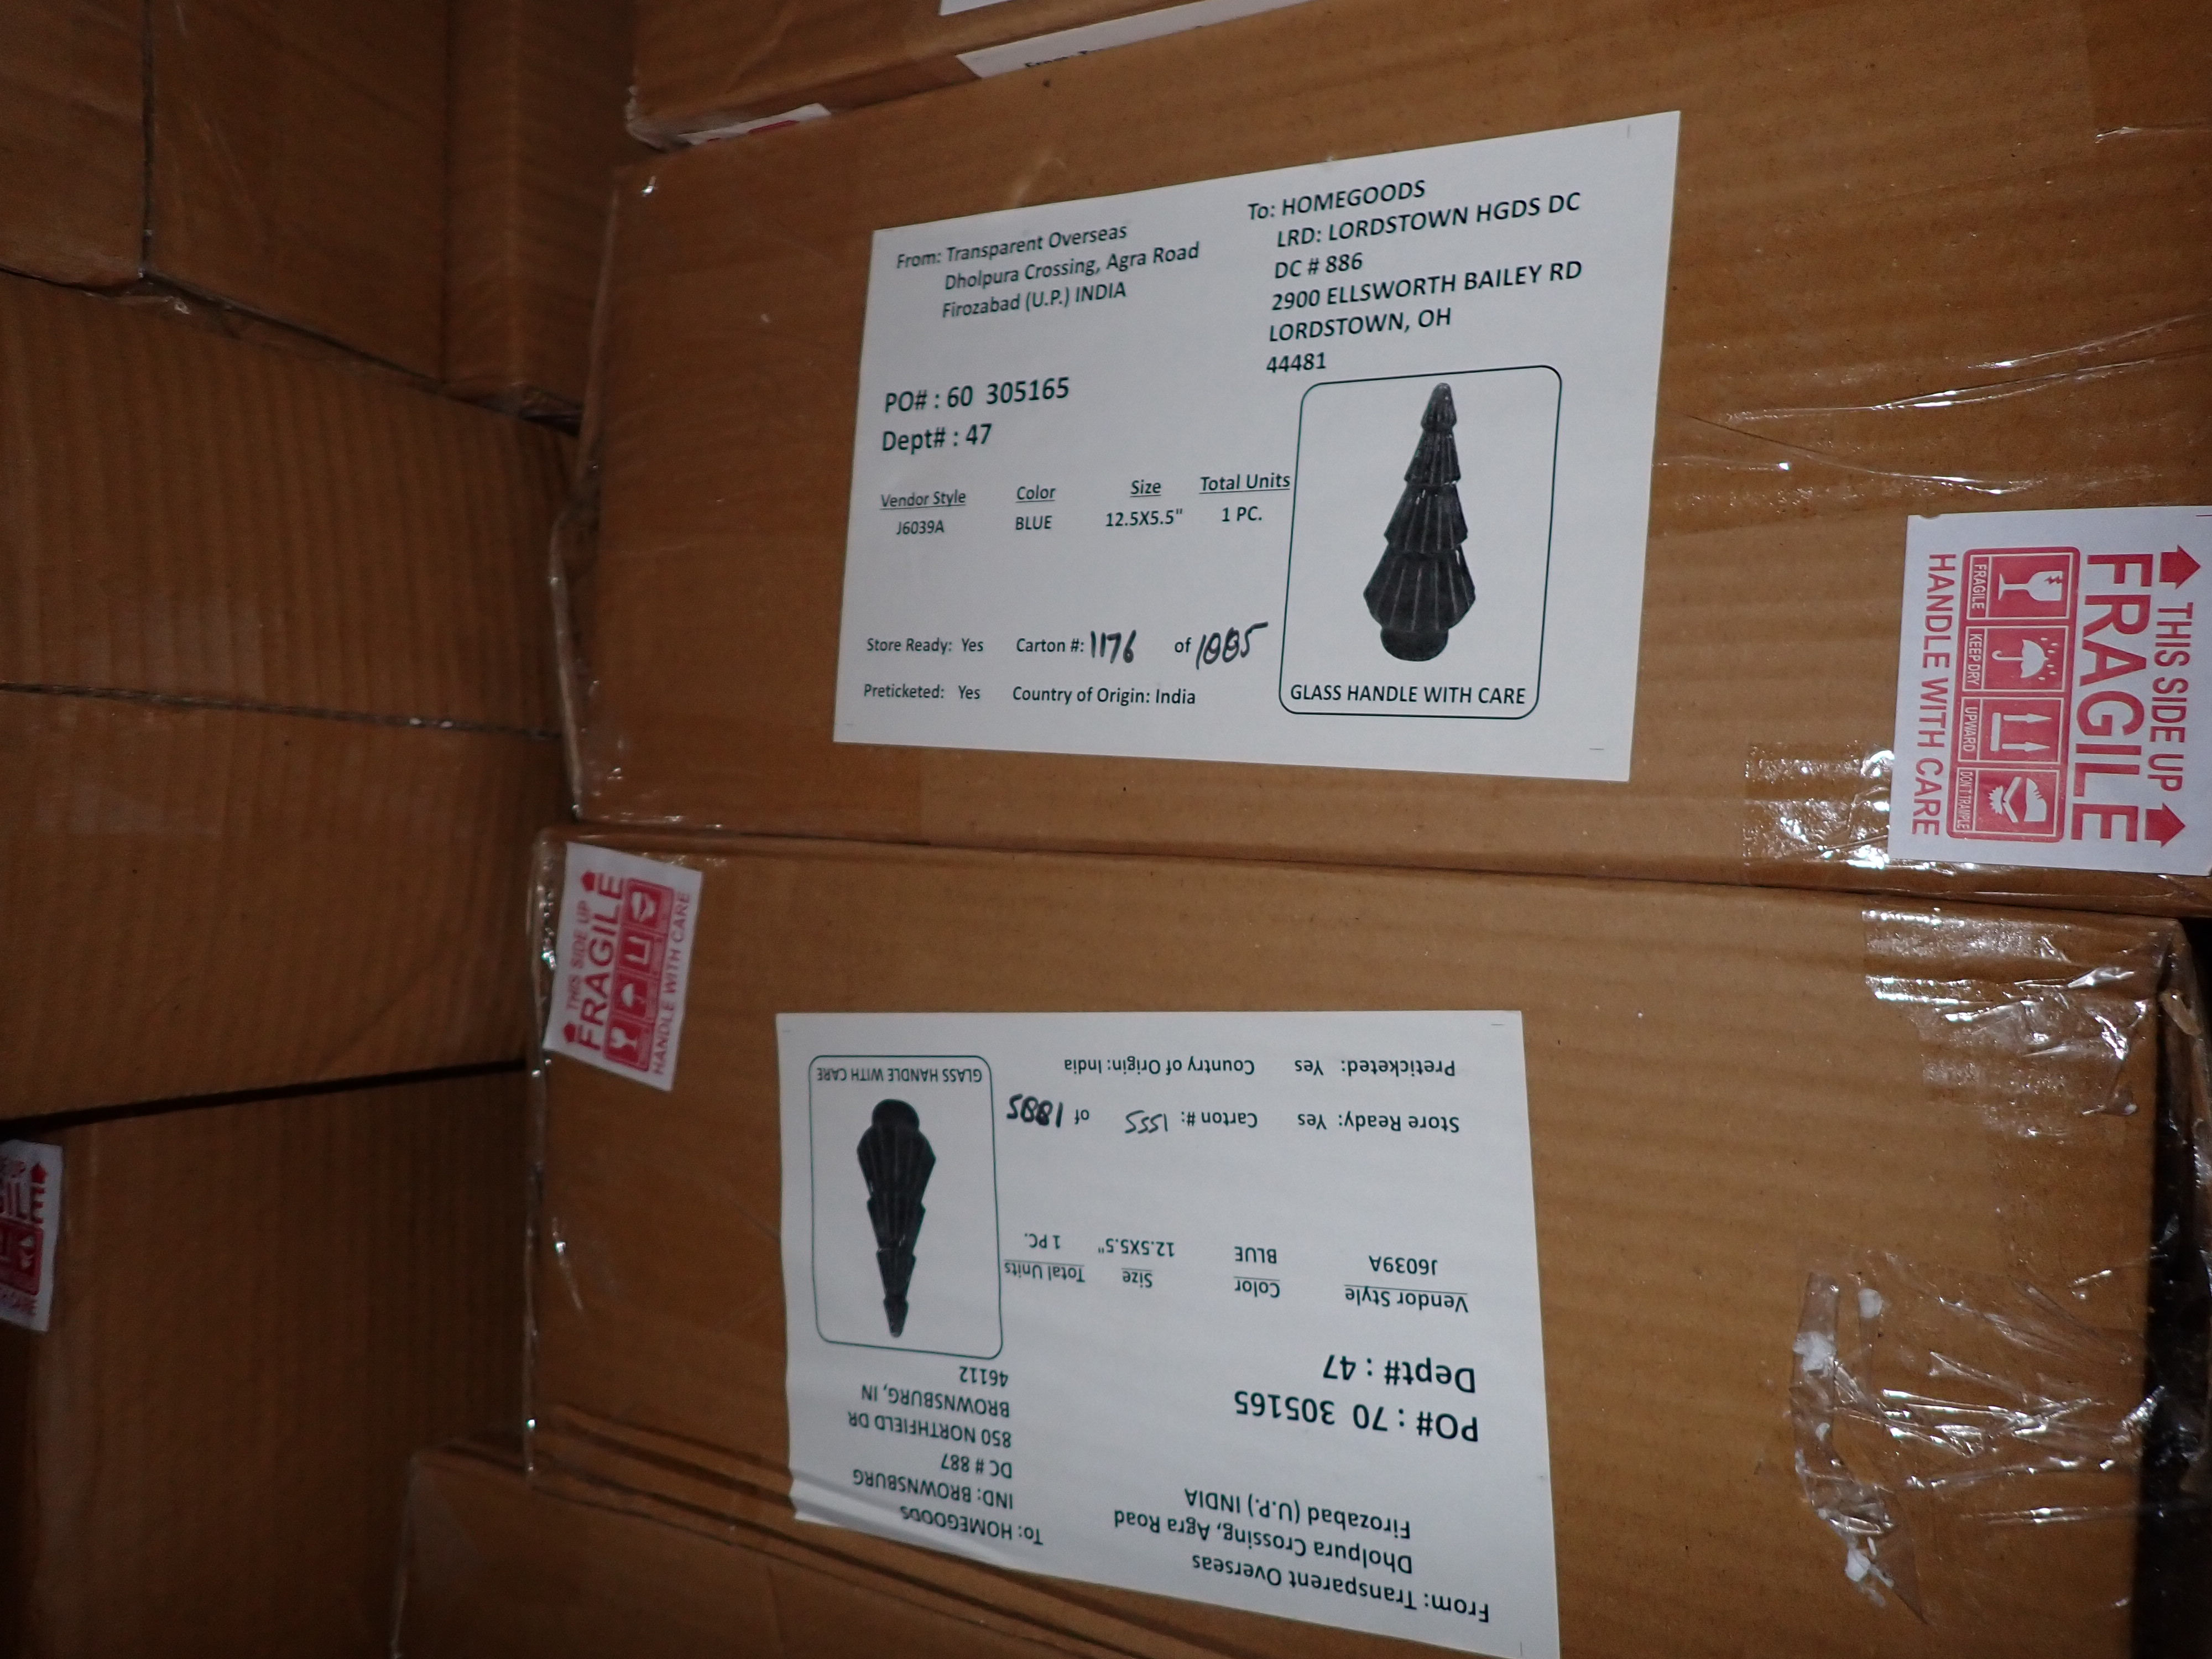 From: Transparent Overseas
Dholpura Crossing, Agra Road
Firozabad (U.P.) INDIA
To: HOMEGOODS
LRD: LORDSTOWN HGDS DC
DC # 886
2900 ELLSWORTH BAILEY RD
LORDSTOWN, OH
44481
PO# : 60 305165
Dept# : 47
Vendor Style Color Size Total Units
J6039A BLUE 12.5X5.5" 1 PC.
Store Ready: Yes Carton #: 1176 of 1885
Preticketed: Yes Country of Origin: India
GLASS HANDLE WITH CARE
THIS SIDE UP
FRAGILE
FRAGILE KEEP DRY UPWARD DON'T TRAMPLE
HANDLE WITH CARE
THIS SIDE UP
FRAGILE
HANDLE WITH CARE
From: Transparent Overseas
Dholpura Crossing, Agra Road
Firozabad (U.P.) INDIA
To: HOMEGOODS
IND: BROWNSBURG
DC # 887
850 NORTHFIELD DR
BROWNSBURG, IN
46112
PO# : 70 305165
Dept# : 47
Vendor Style Color Size Total Units
J6039A BLUE 12.5X5.5" 1 PC.
Store Ready: Yes Carton #: 1555 of 1885
Preticketed: Yes Country of Origin: India
GLASS HANDLE WITH CARE